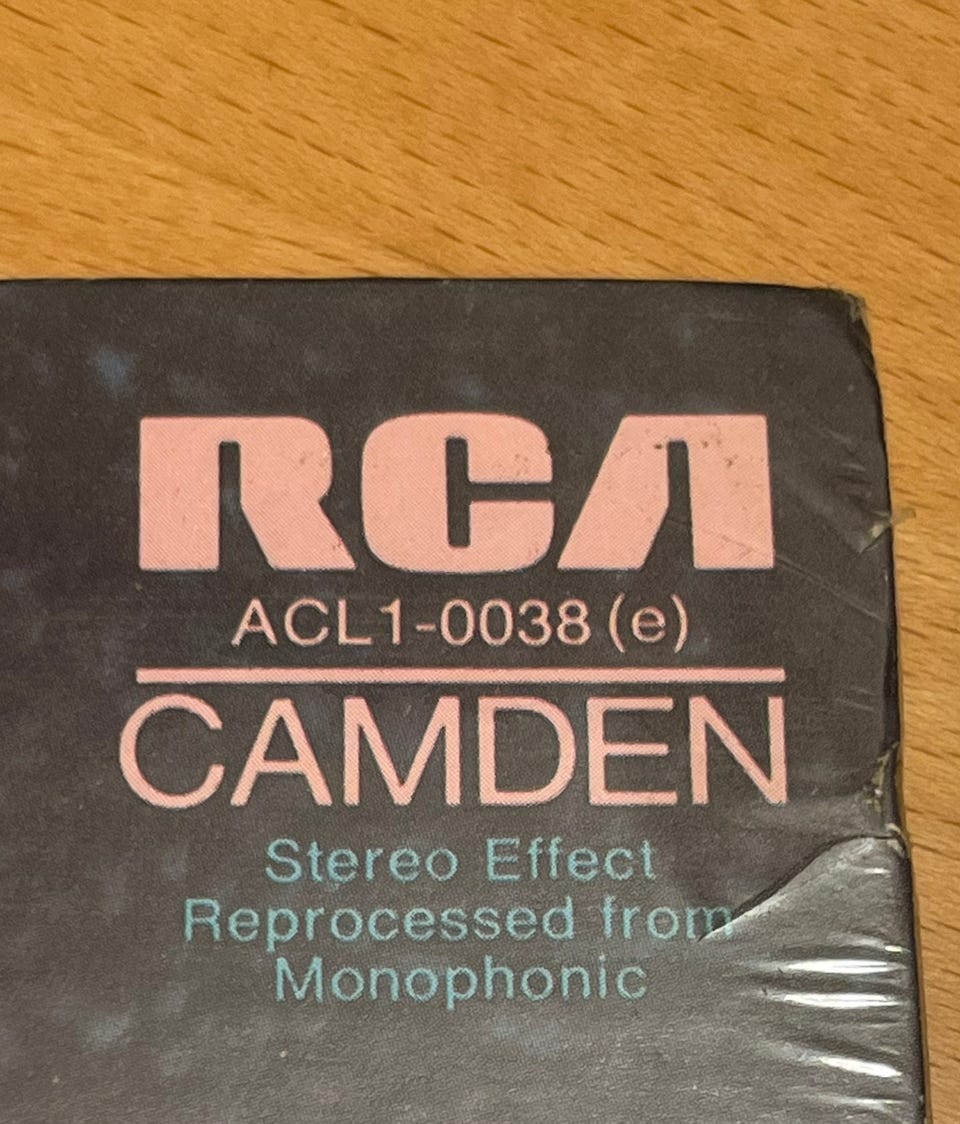 RCA
ACL1-0038 (e)
CAMDEN
Stereo Effect
Reprocessed from
Monophonic